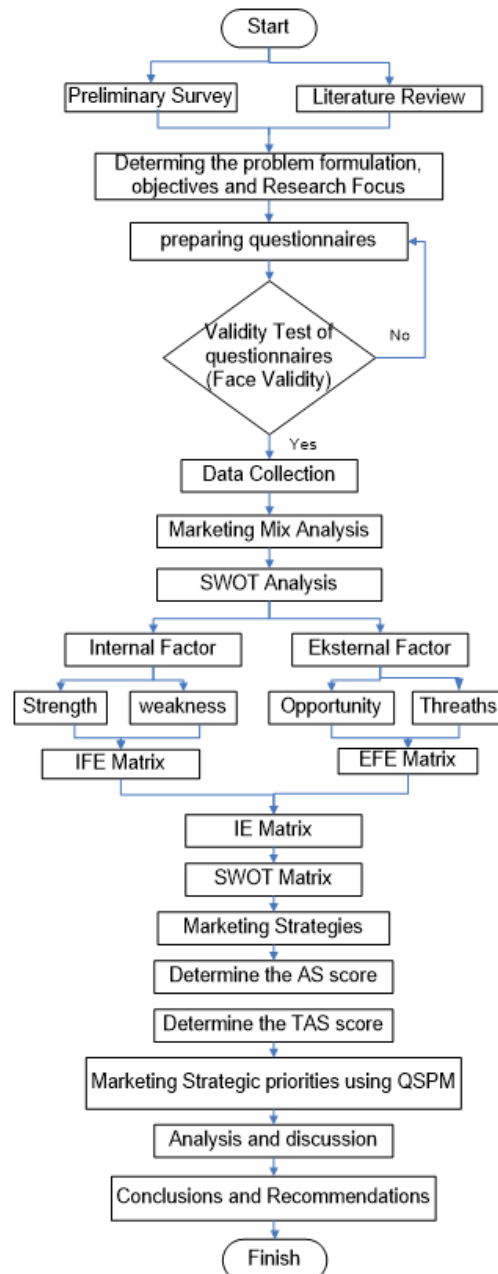 Start
Preliminary Survey
Literature Review
Determing the problem formulation,
objectives and Research Focus
preparing questionnaires
Validity Test of
questionnaires
(Face Validity)
No
Yes
Data Collection
Marketing Mix Analysis
SWOT Analysis
Internal Factor
Eksternal Factor
Strength
weakness
Opportunity
Threaths
IFE Matrix
EFE Matrix
IE Matrix
SWOT Matrix
Marketing Strategies
Determine the AS score
Determine the TAS score
Marketing Strategic priorities using QSPM
Analysis and discussion
Conclusions and Recommendations
Finish